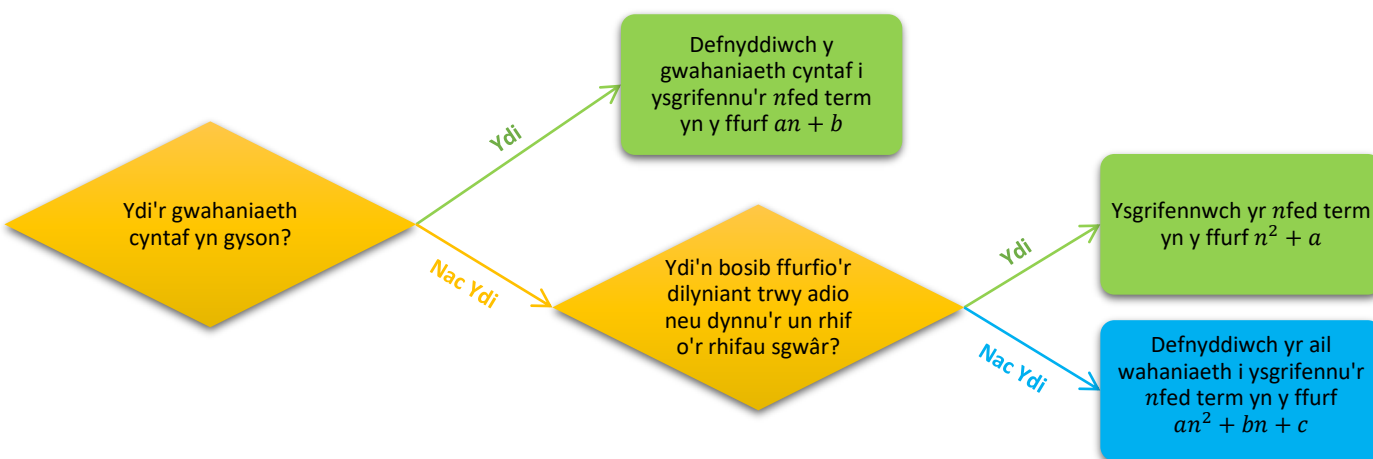 Ydi'r gwahaniaeth
cyntaf yn gyson?
Ydi
Defnyddiwch y
gwahaniaeth cyntaf i
ysgrifennu'r nfed term
yn y ffurf an + b
Nac Ydi
Ydi'n bosib ffurfio'r
dilyniant trwy adio
neu dynnu'r un rhif
o'r rhifau sgwâr?
Ydi
Ysgrifennwch yr nfed term
yn y ffurf n² + a
Nac Ydi
Defnyddiwch yr ail
wahaniaeth i ysgrifennu'r
nfed term yn y ffurf
an² + bn + c